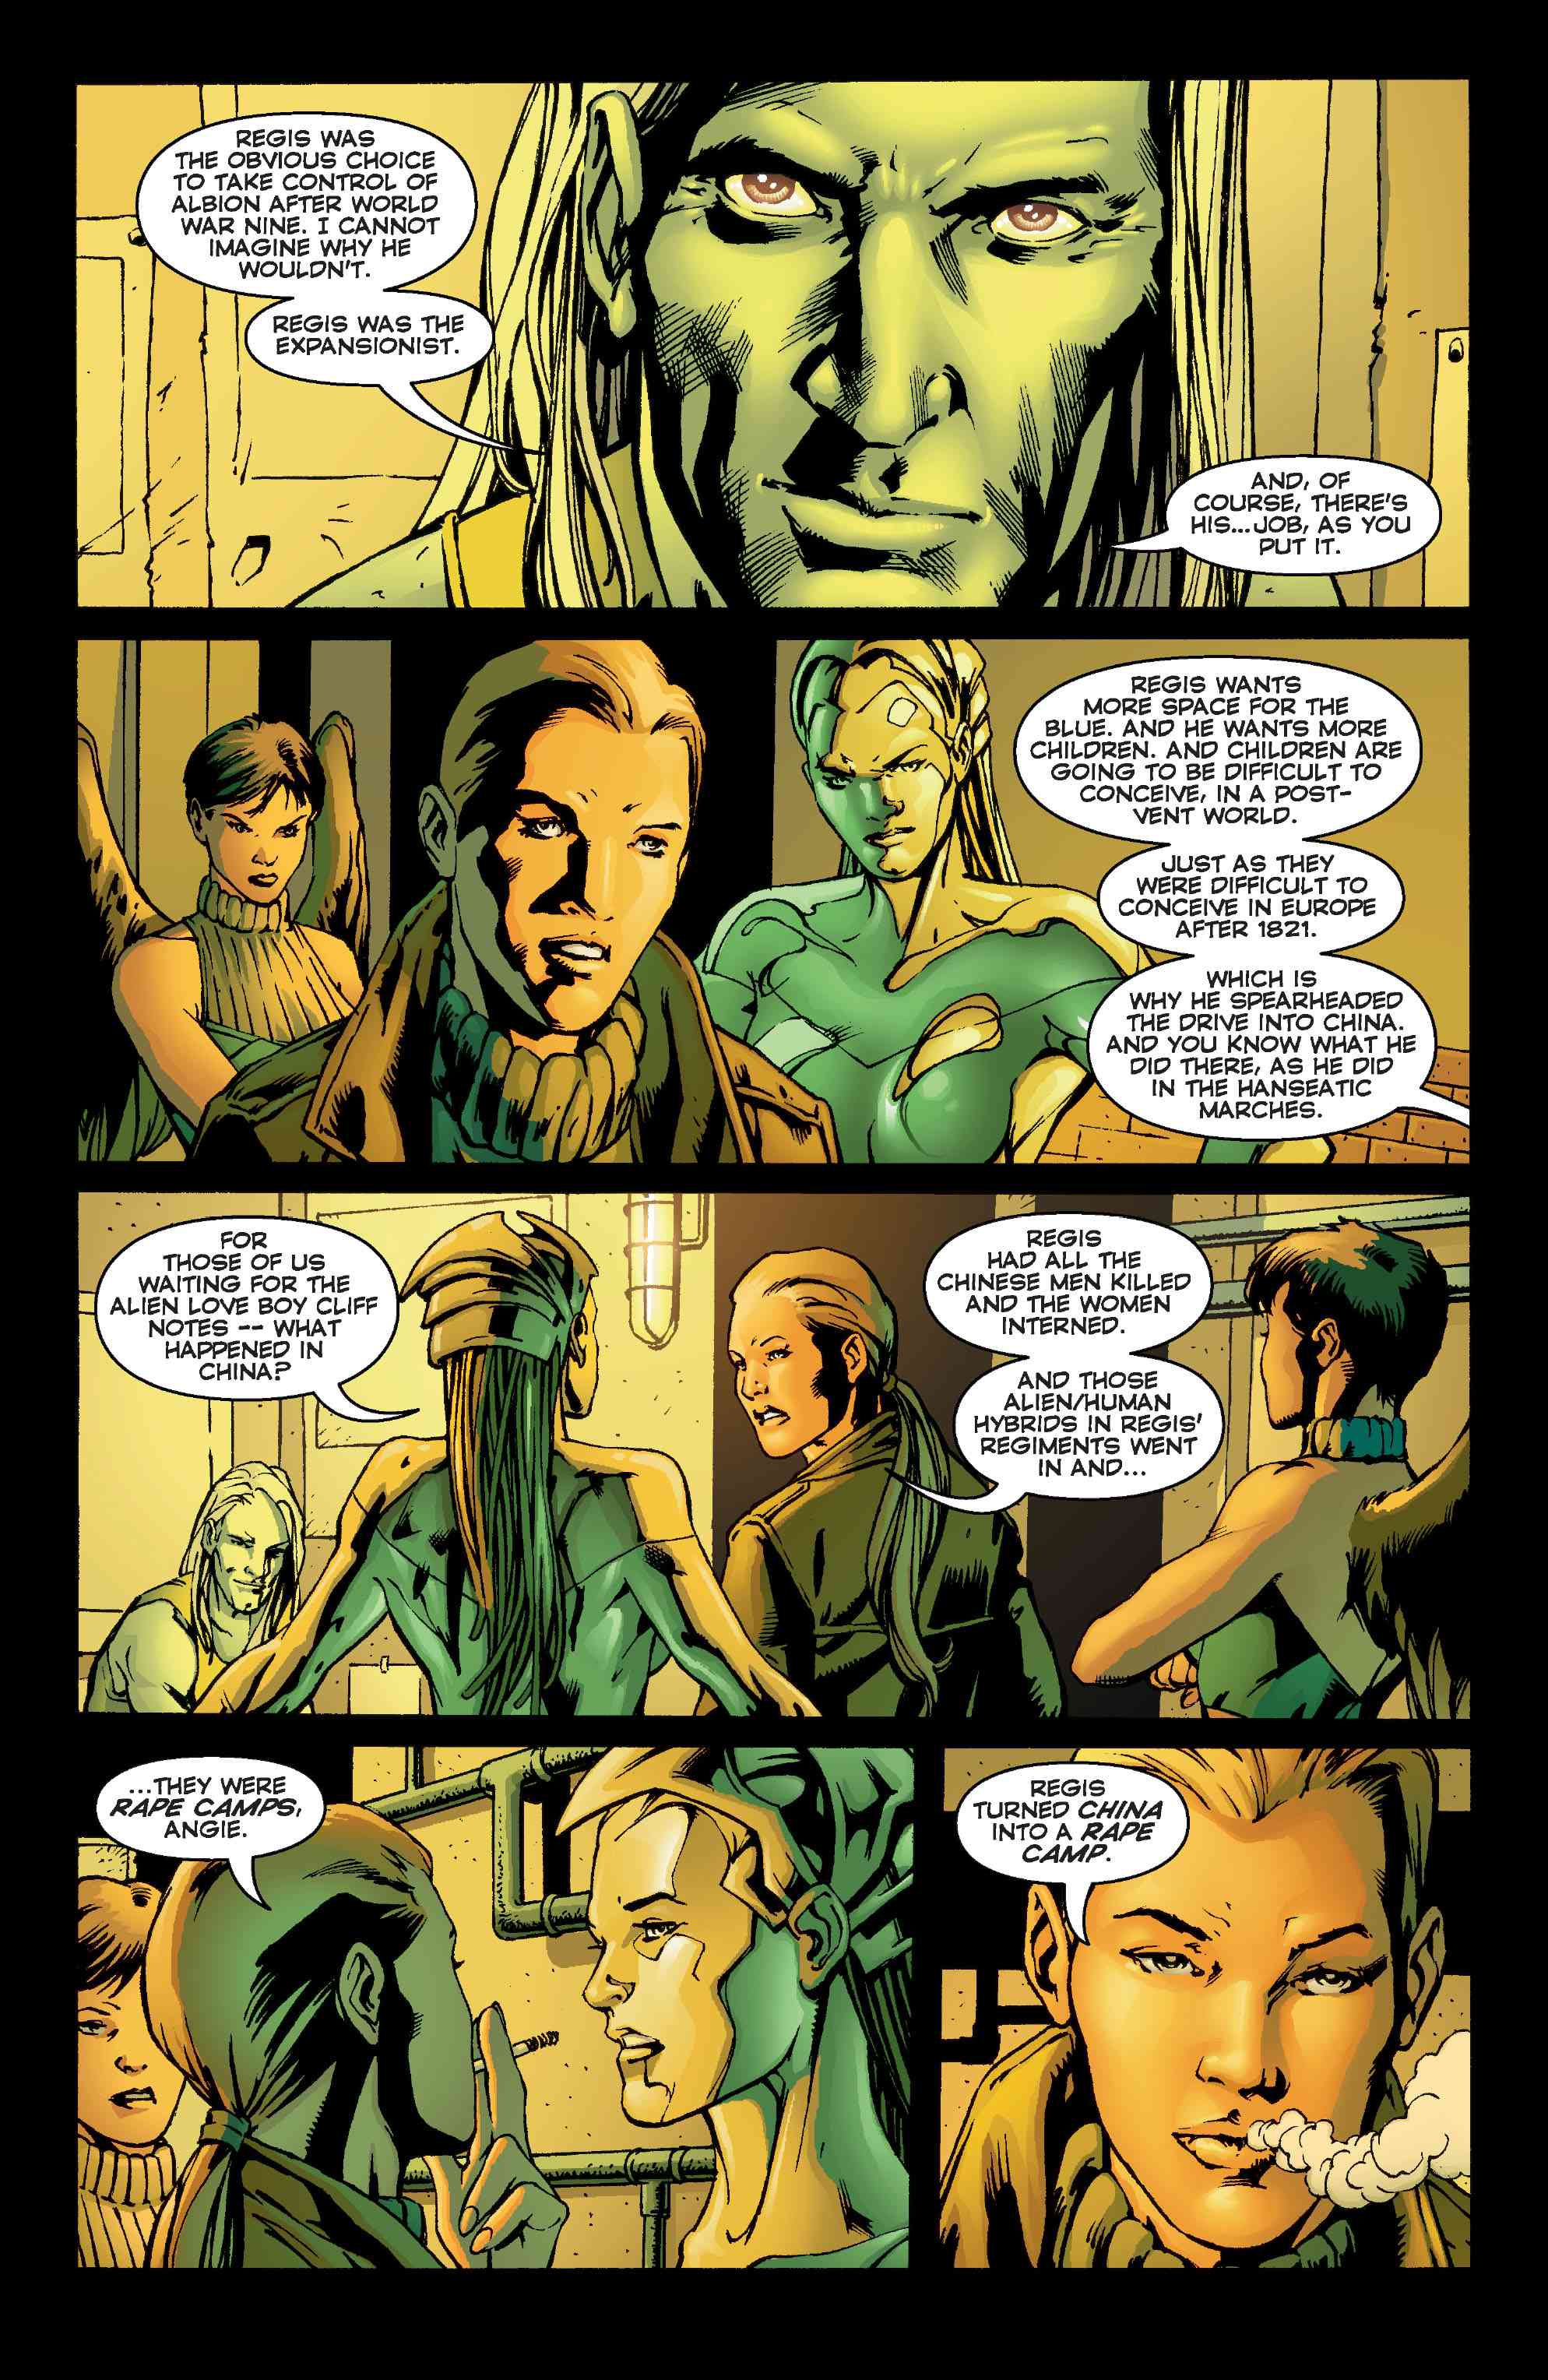 REGIS WAS
THE OBVIOUS CHOICE
TO TAKE CONTROL OF
ALBION AFTER WORLD
WAR NINE. I CANNOT
IMAGINE WHY HE
WOULDN'T.
REGIS WAS THE
EXPANSIONIST.
AND, OF
COURSE, THERE'S
HIS...JOB, AS YOU
PUT IT.
REGIS WANTS
MORE SPACE FOR THE
BLUE. AND HE WANTS MORE
CHILDREN. AND CHILDREN ARE
GOING TO BE DIFFICULT TO
CONCEIVE, IN A POST-
VENT WORLD.
JUST AS THEY
WERE DIFFICULT TO
CONCEIVE IN EUROPE
AFTER 1821.
WHICH IS
WHY HE SPEARHEADED
THE DRIVE INTO CHINA.
AND YOU KNOW WHAT HE
DID THERE, AS HE DID
IN THE HANSEATIC
MARCHES.
FOR
THOSE OF US
WAITING FOR THE
ALIEN LOVE BOY CLIFF
NOTES -- WHAT
HAPPENED IN
CHINA?
REGIS
HAD ALL THE
CHINESE MEN KILLED
AND THE WOMEN
INTERNED.
AND THOSE
ALIEN/HUMAN
HYBRIDS IN REGIS'
REGIMENTS WENT
IN AND...
...THEY WERE
RAPE CAMPS,
ANGIE.
REGIS
TURNED CHINA
INTO A RAPE
CAMP.